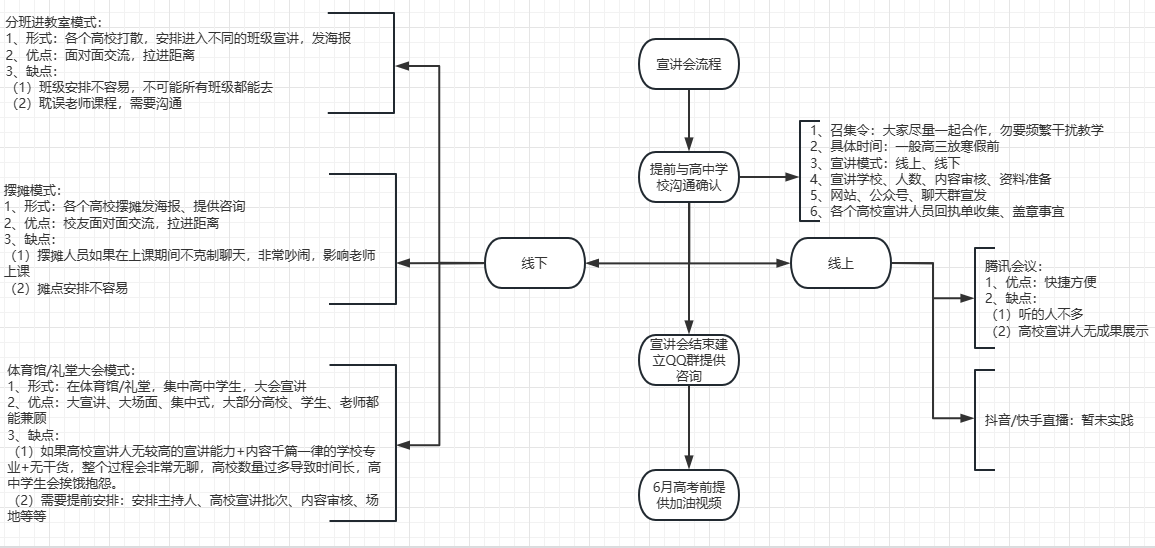 分班进教室模式：
1、形式：各个高校打散，安排进入不同的班级宣讲，发海报
2、优点：面对面交流，拉进距离
3、缺点：
（1）班级安排不容易，不可能所有班级都能去
（2）耽误老师课程，需要沟通
摆摊模式：
1、形式：各个高校摆摊发海报、提供咨询
2、优点：校友面对面交流，拉进距离
3、缺点：
（1）摆摊人员如果在上课期间不克制聊天，非常吵闹，影响老师
上课
（2）摊点安排不容易
体育馆/礼堂大会模式：
1、形式：在体育馆/礼堂，集中高中学生，大会宣讲
2、优点：大宣讲、大场面、集中式，大部分高校、学生、老师都
能兼顾
3、缺点：
（1）如果高校宣讲人无较高的宣讲能力+内容千篇一律的学校专
业+无干货，整个过程会非常无聊，高校数量过多导致时间长，高
中学生会挨饿抱怨。
（2）需要提前安排：安排主持人、高校宣讲批次、内容审核、场
地等等
线下
宣讲会流程
提前与高中学
校沟通确认
宣讲会结束建
立QQ群提供
咨询
6月高考前提
供加油视频
1、召集令：大家尽量一起合作，勿要频繁干扰教学
2、具体时间：一般高三放寒假前
3、宣讲模式：线上、线下
4、宣讲学校、人数、内容审核、资料准备
5、网站、公众号、聊天群宣发
6、各个高校宣讲人员回执单收集、盖章事宜
线上
腾讯会议：
1、优点：快捷方便
2、缺点：
（1）听的人不多
（2）高校宣讲人无成果展示
抖音/快手直播：暂未实践